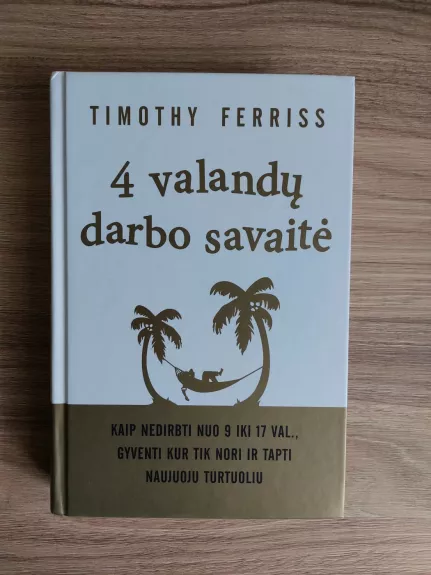 TIMOTHY FERRISS
4 valandų
darbo savaitė
KAIP NEDIRBTI NUO 9 IKI 17 VAL.,
GYVENTI KUR TIK NORI IR TAPTI
NAUJUOJU TURTUOLIU